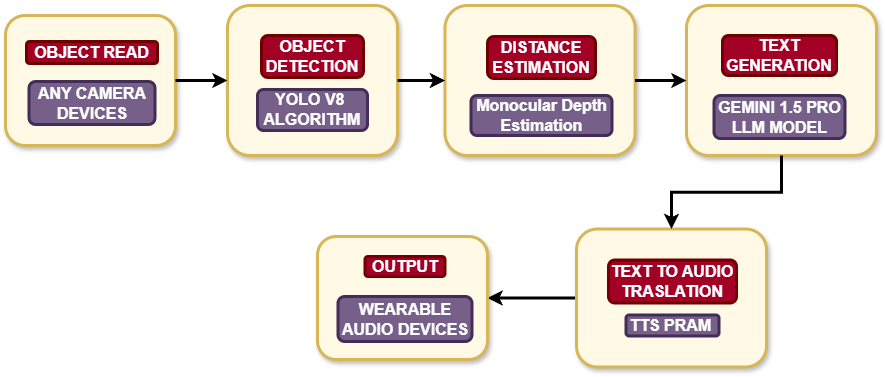 OBJECT READ
ANY CAMERA
DEVICES
OBJECT
DETECTION
YOLO V8
ALGORITHM
DISTANCE
ESTIMATION
Monocular Depth
Estimation
TEXT
GENERATION
GEMINI 1.5 PRO
LLM MODEL
TEXT TO AUDIO
TRASLATION
TTS PRAM
OUTPUT
WEARABLE
AUDIO DEVICES